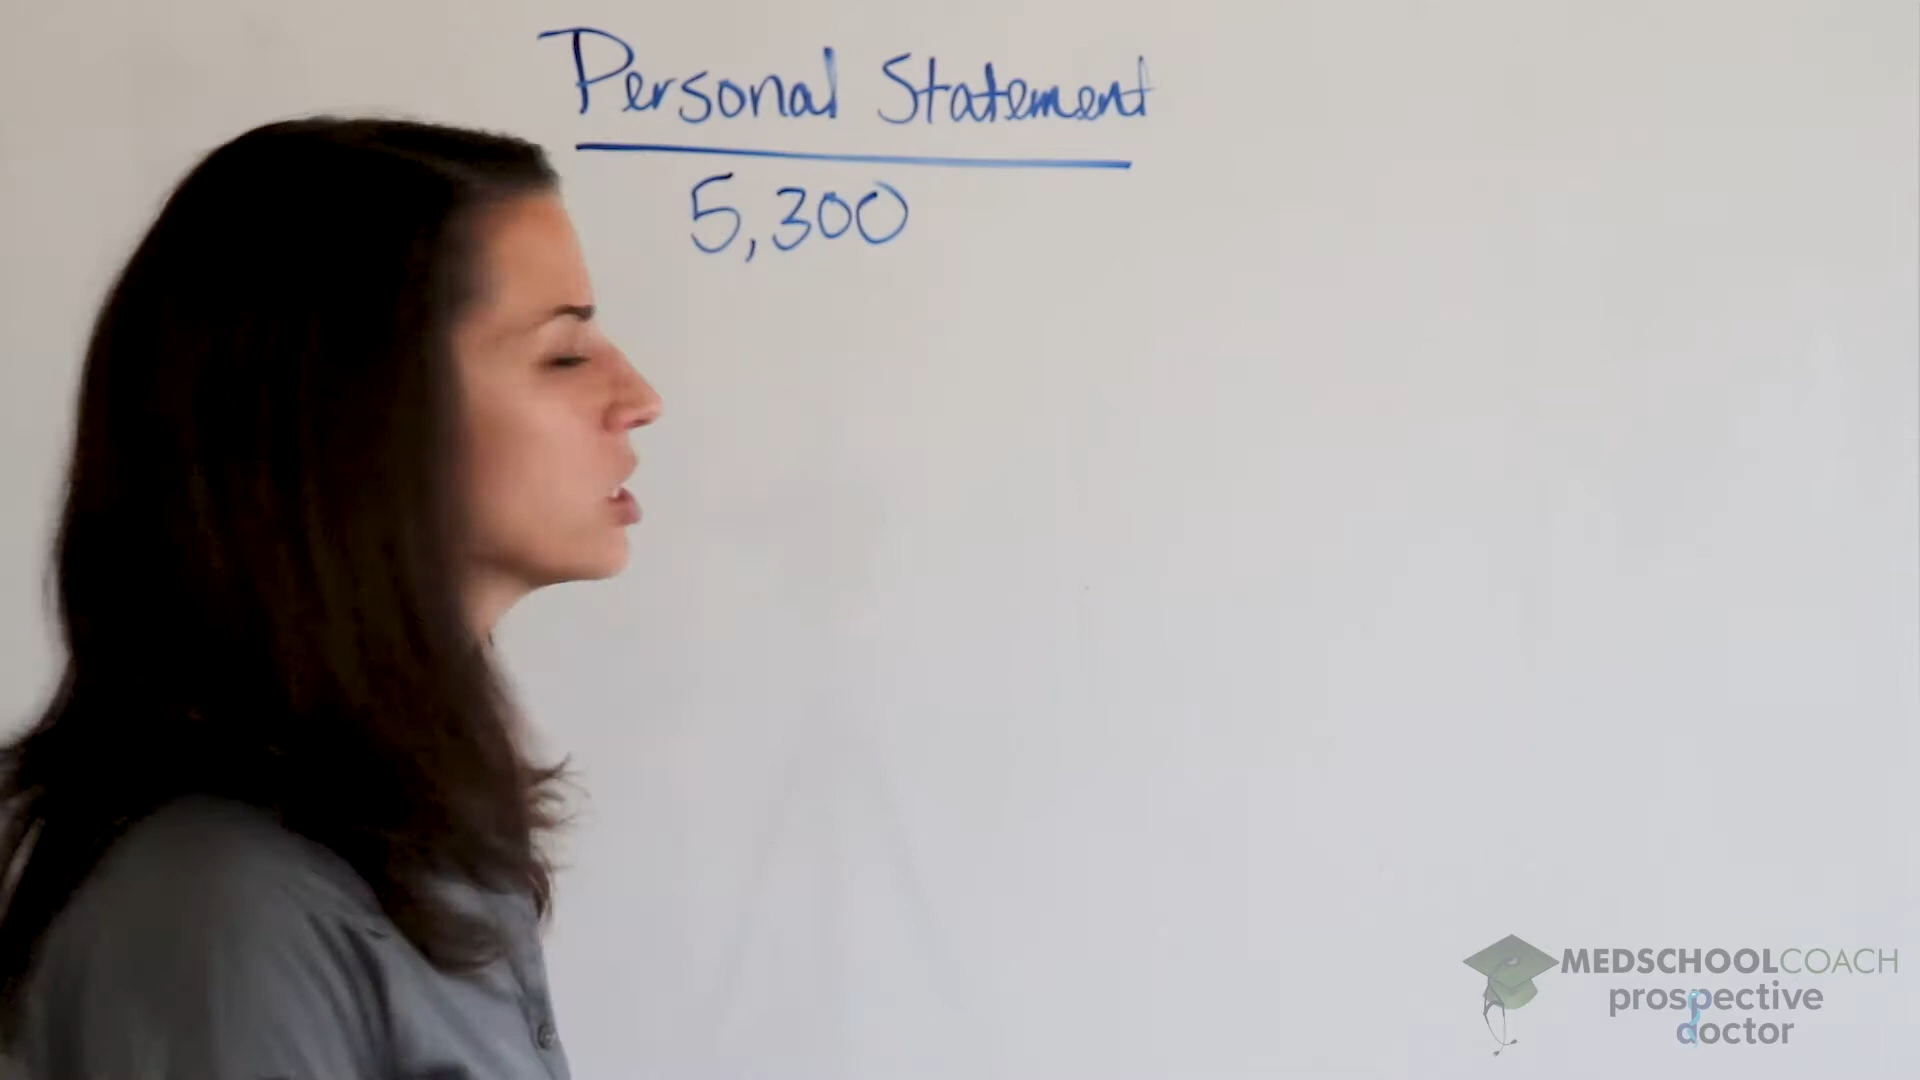 Personal Statement
5,300
MEDSCHOOLCOACH
prospective
doctor